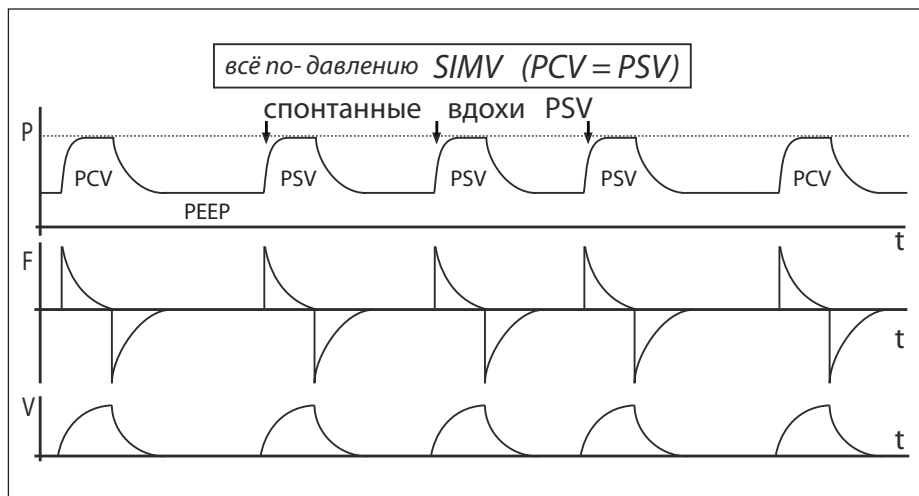 всё по- давлению SIMV (PCV = PSV)
спонтанные вдохи PSV
P
PCV PSV PSV PSV PCV
PEEP
t
F
t
V
t